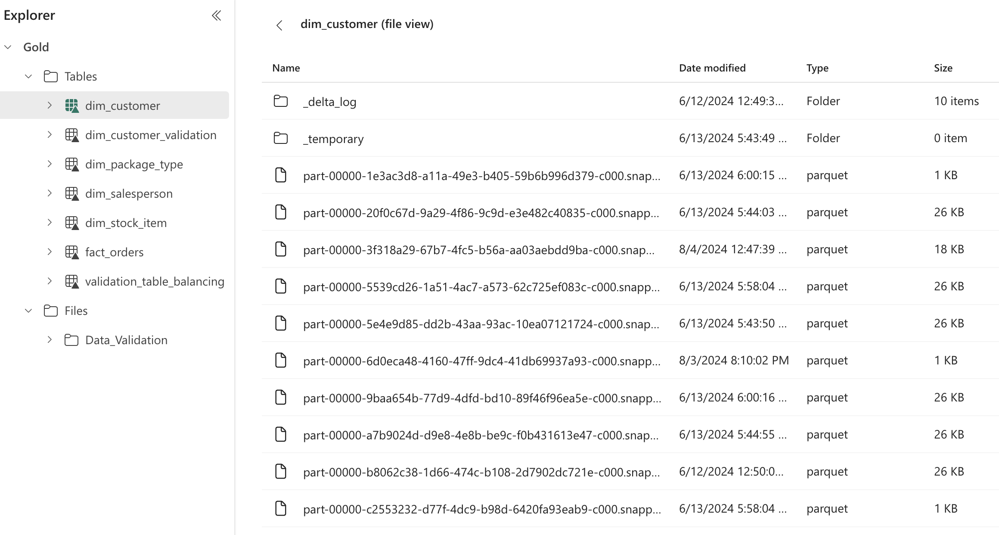 Explorer
Gold
Tables
dim_customer
dim_customer_validation
dim_package_type
dim_salesperson
dim_stock_item
fact_orders
validation_table_balancing
Files
Data_Validation
dim_customer (file view)
Name Date modified Type Size
_delta_log 6/12/2024 12:49:3... Folder 10 items
_temporary 6/13/2024 5:43:49 ... Folder 0 item
part-00000-1e3ac3d8-a11a-49e3-b405-59b6b996d379-c000.snap... 6/13/2024 6:00:15 ... parquet 1 KB
part-00000-20f0c67d-9a29-4f86-9c9d-e3e482c40835-c000.snapp... 6/13/2024 5:44:03 ... parquet 26 KB
part-00000-3f318a29-67b7-4fc5-b56a-aa03aebdd9ba-c000.snap... 8/4/2024 12:47:39 ... parquet 18 KB
part-00000-5539cd26-1a51-4ac7-a573-62c725ef083c-c000.snapp... 6/13/2024 5:58:04 ... parquet 26 KB
part-00000-5e4e9d85-dd2b-43aa-93ac-10ea07121724-c000.snap... 6/13/2024 5:43:50 ... parquet 26 KB
part-00000-6d0eca48-4160-47ff-9dc4-41db69937a93-c000.snapp... 8/3/2024 8:10:02 PM parquet 1 KB
part-00000-9baa654b-77d9-4dfd-bd10-89f46f96ea5e-c000.snapp... 6/13/2024 6:00:16 ... parquet 26 KB
part-00000-a7b9024d-d9e8-4e8b-be9c-f0b431613e47-c000.snap... 6/13/2024 5:44:55 ... parquet 26 KB
part-00000-b8062c38-1d66-474c-b108-2d7902dc721e-c000.snap... 6/12/2024 12:50:0... parquet 26 KB
part-00000-c2553232-d77f-4dc9-b98d-6420fa93eab9-c000.snapp... 6/13/2024 5:58:04 ... parquet 1 KB